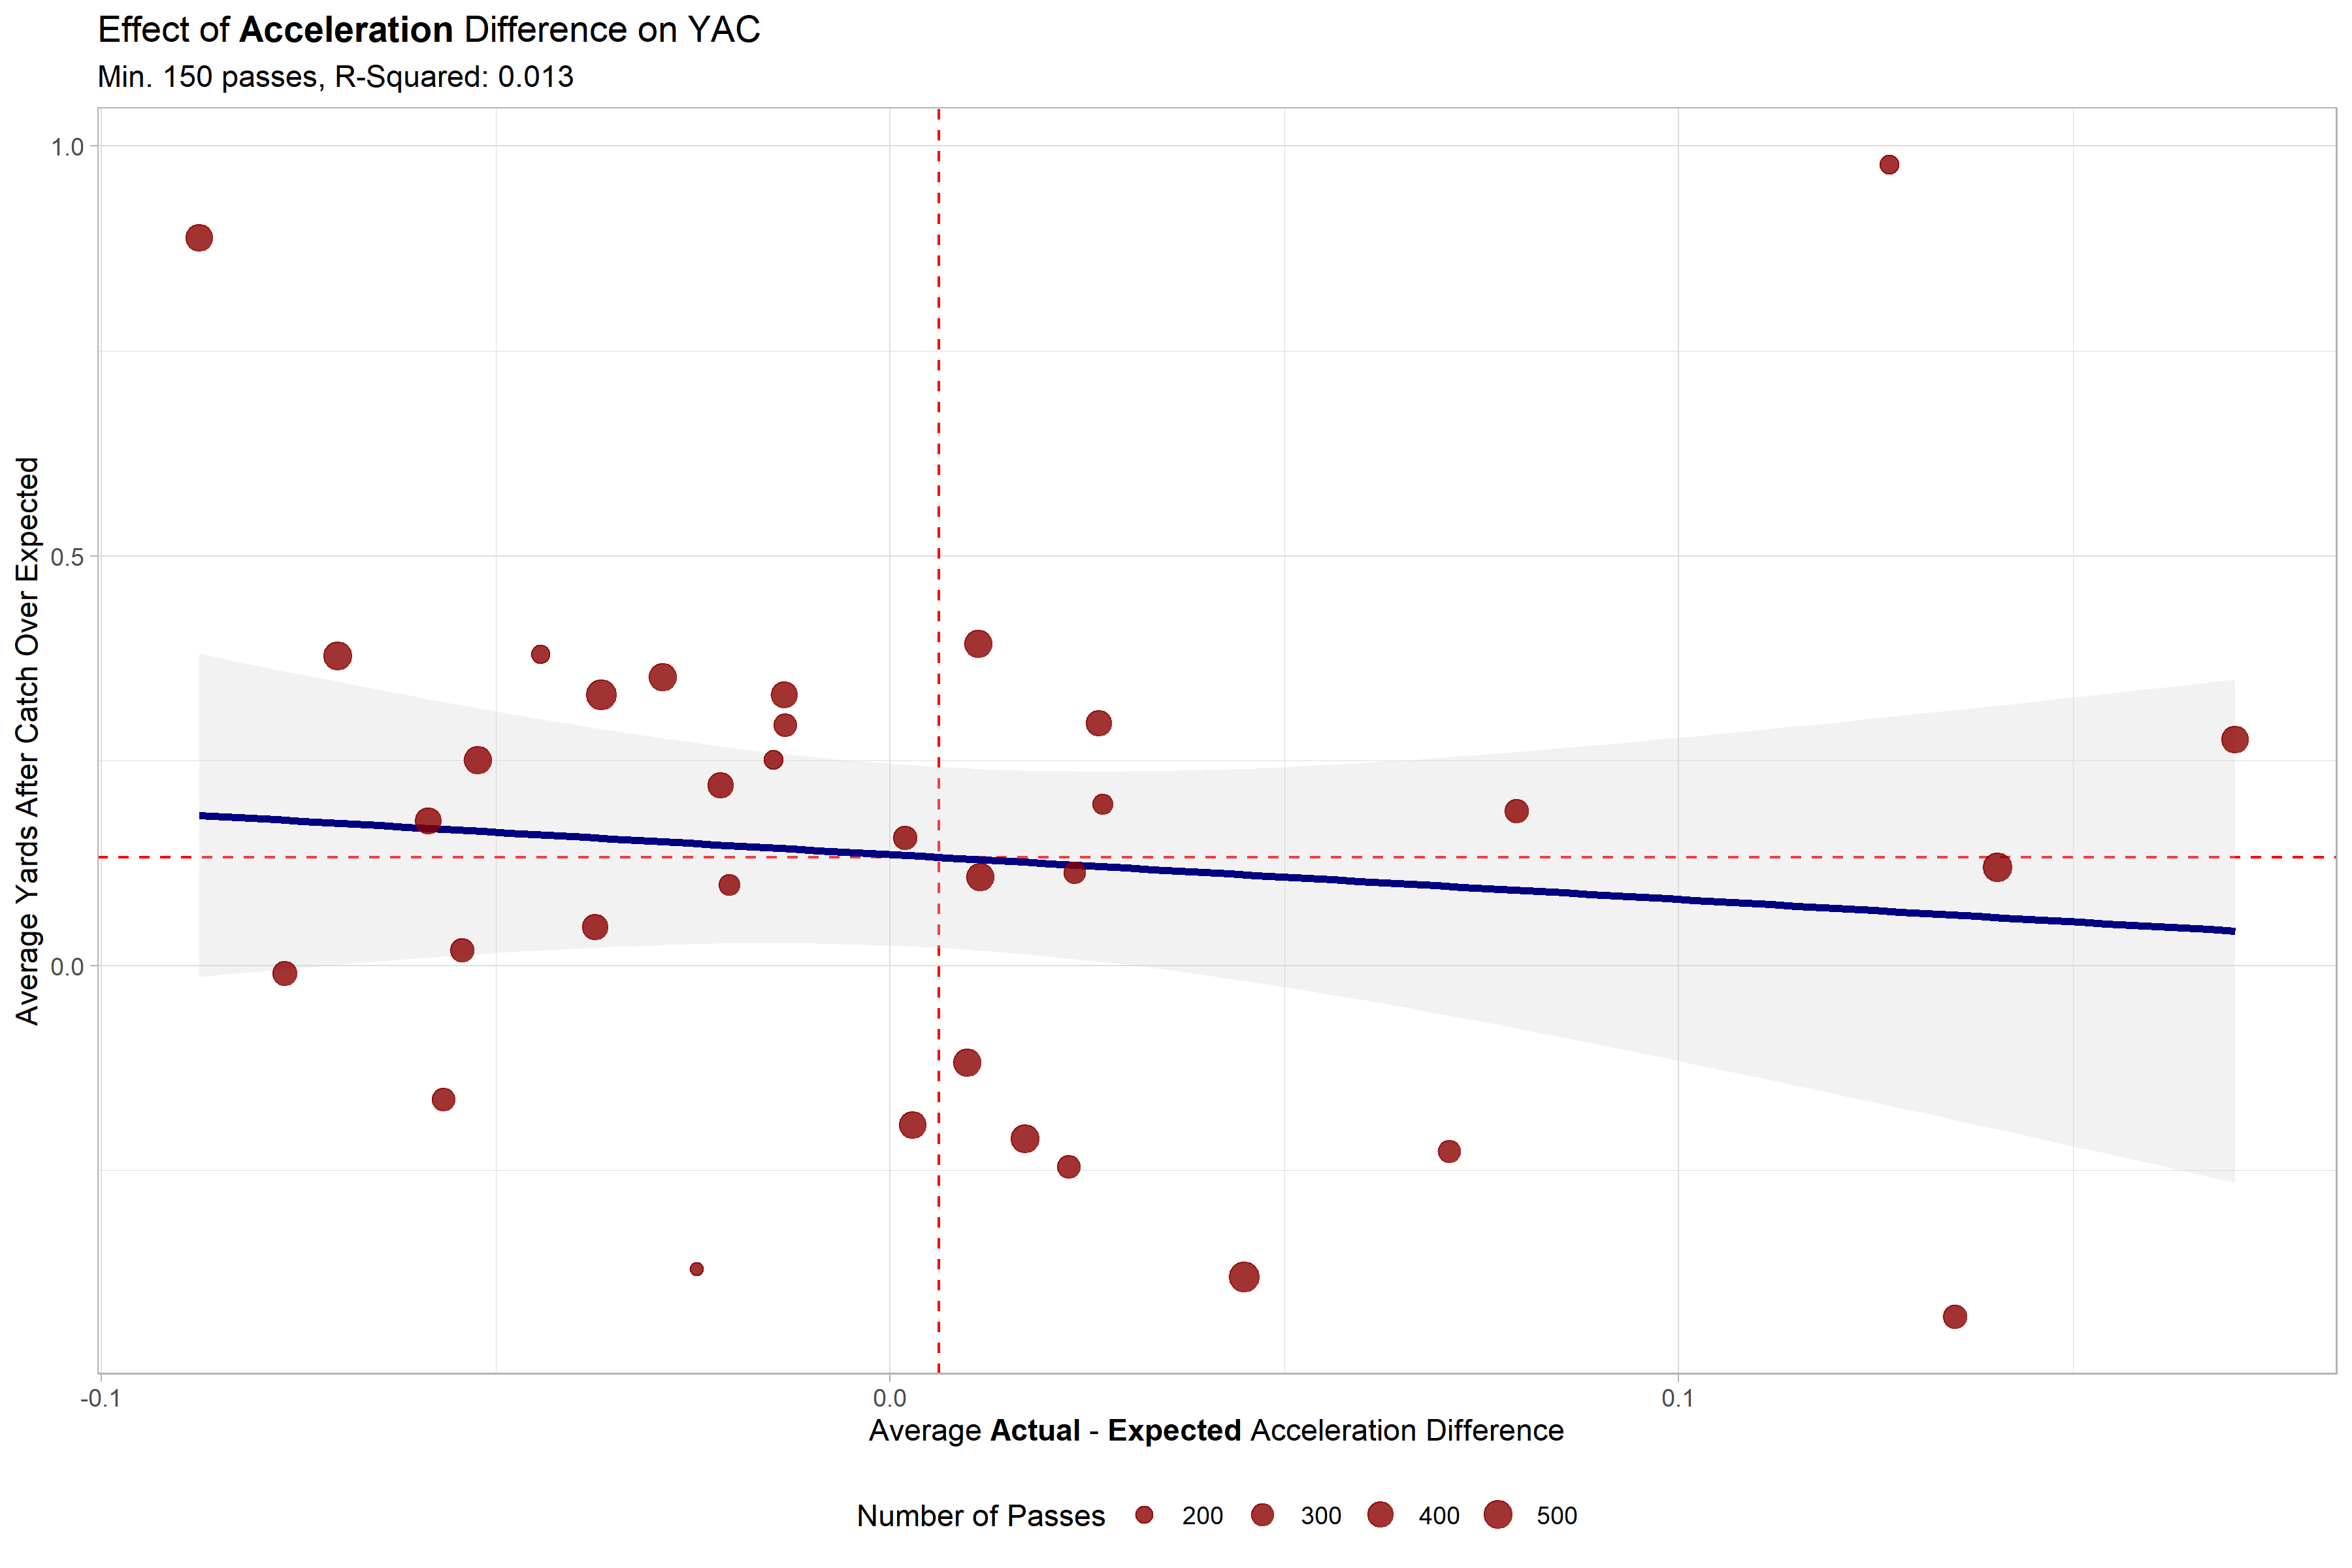 Effect of Acceleration Difference on YAC
Min. 150 passes, R-Squared: 0.013
Average Yards After Catch Over Expected
1.0
0.5
0.0
-0.1
0.0
0.1
Average Actual - Expected Acceleration Difference
Number of Passes 200 300 400 500